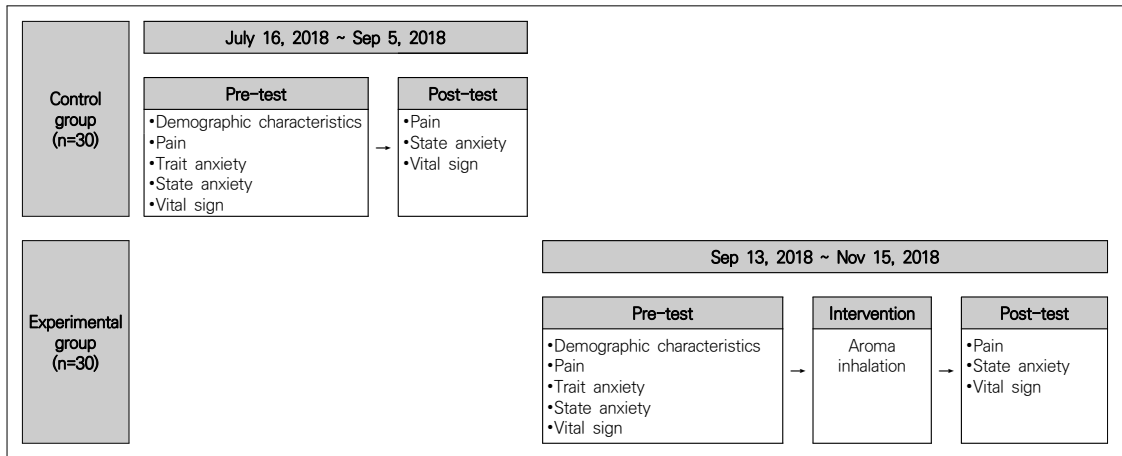 July 16, 2018 ~ Sep 5, 2018
Control
group
(n=30)
Pre-test
•Demographic characteristics
•Pain
•Trait anxiety
•State anxiety
•Vital sign
→
Post-test
•Pain
•State anxiety
•Vital sign
Sep 13, 2018 ~ Nov 15, 2018
Experimental
group
(n=30)
Pre-test
•Demographic characteristics
•Pain
•Trait anxiety
•State anxiety
•Vital sign
→
Intervention
Aroma
inhalation
→
Post-test
•Pain
•State anxiety
•Vital sign